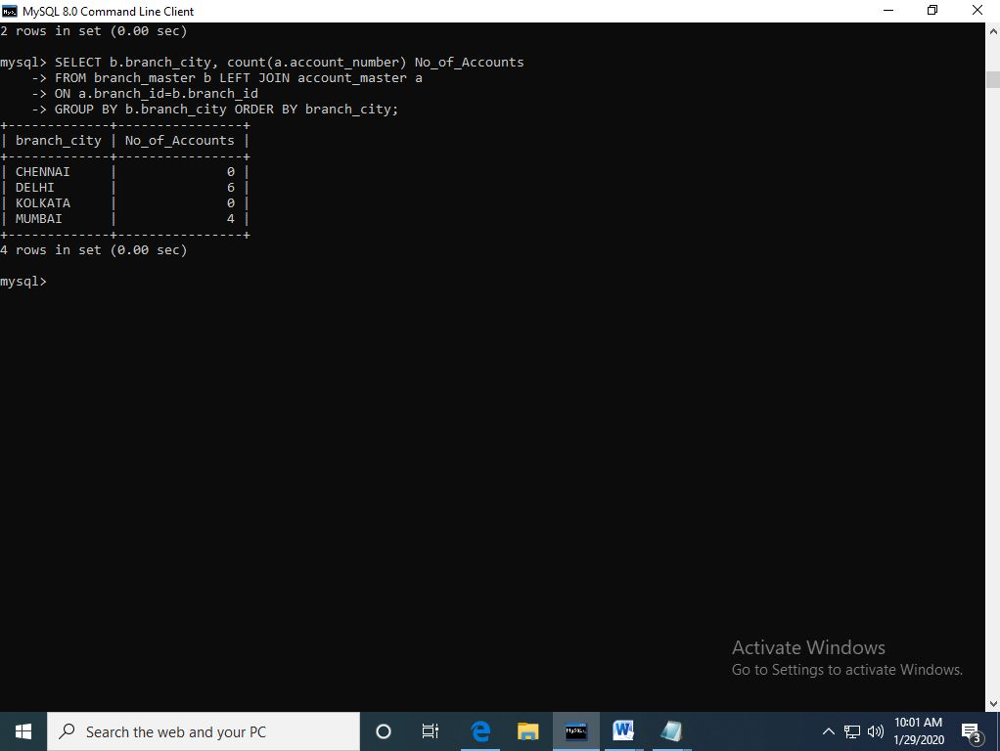 MySQL 8.0 Command Line Client
2 rows in set (0.00 sec)
mysql> SELECT b.branch_city, count(a.account_number) No_of_Accounts
    -> FROM branch_master b LEFT JOIN account_master a
    -> ON a.branch_id=b.branch_id
    -> GROUP BY b.branch_city ORDER BY branch_city;
+-------------+----------------+
| branch_city | No_of_Accounts |
+-------------+----------------+
| CHENNAI     |              0 |
| DELHI       |              6 |
| KOLKATA     |              0 |
| MUMBAI      |              4 |
+-------------+----------------+
4 rows in set (0.00 sec)
mysql>
Activate Windows
Go to Settings to activate Windows.
Search the web and your PC
10:01 AM
1/29/2020
3